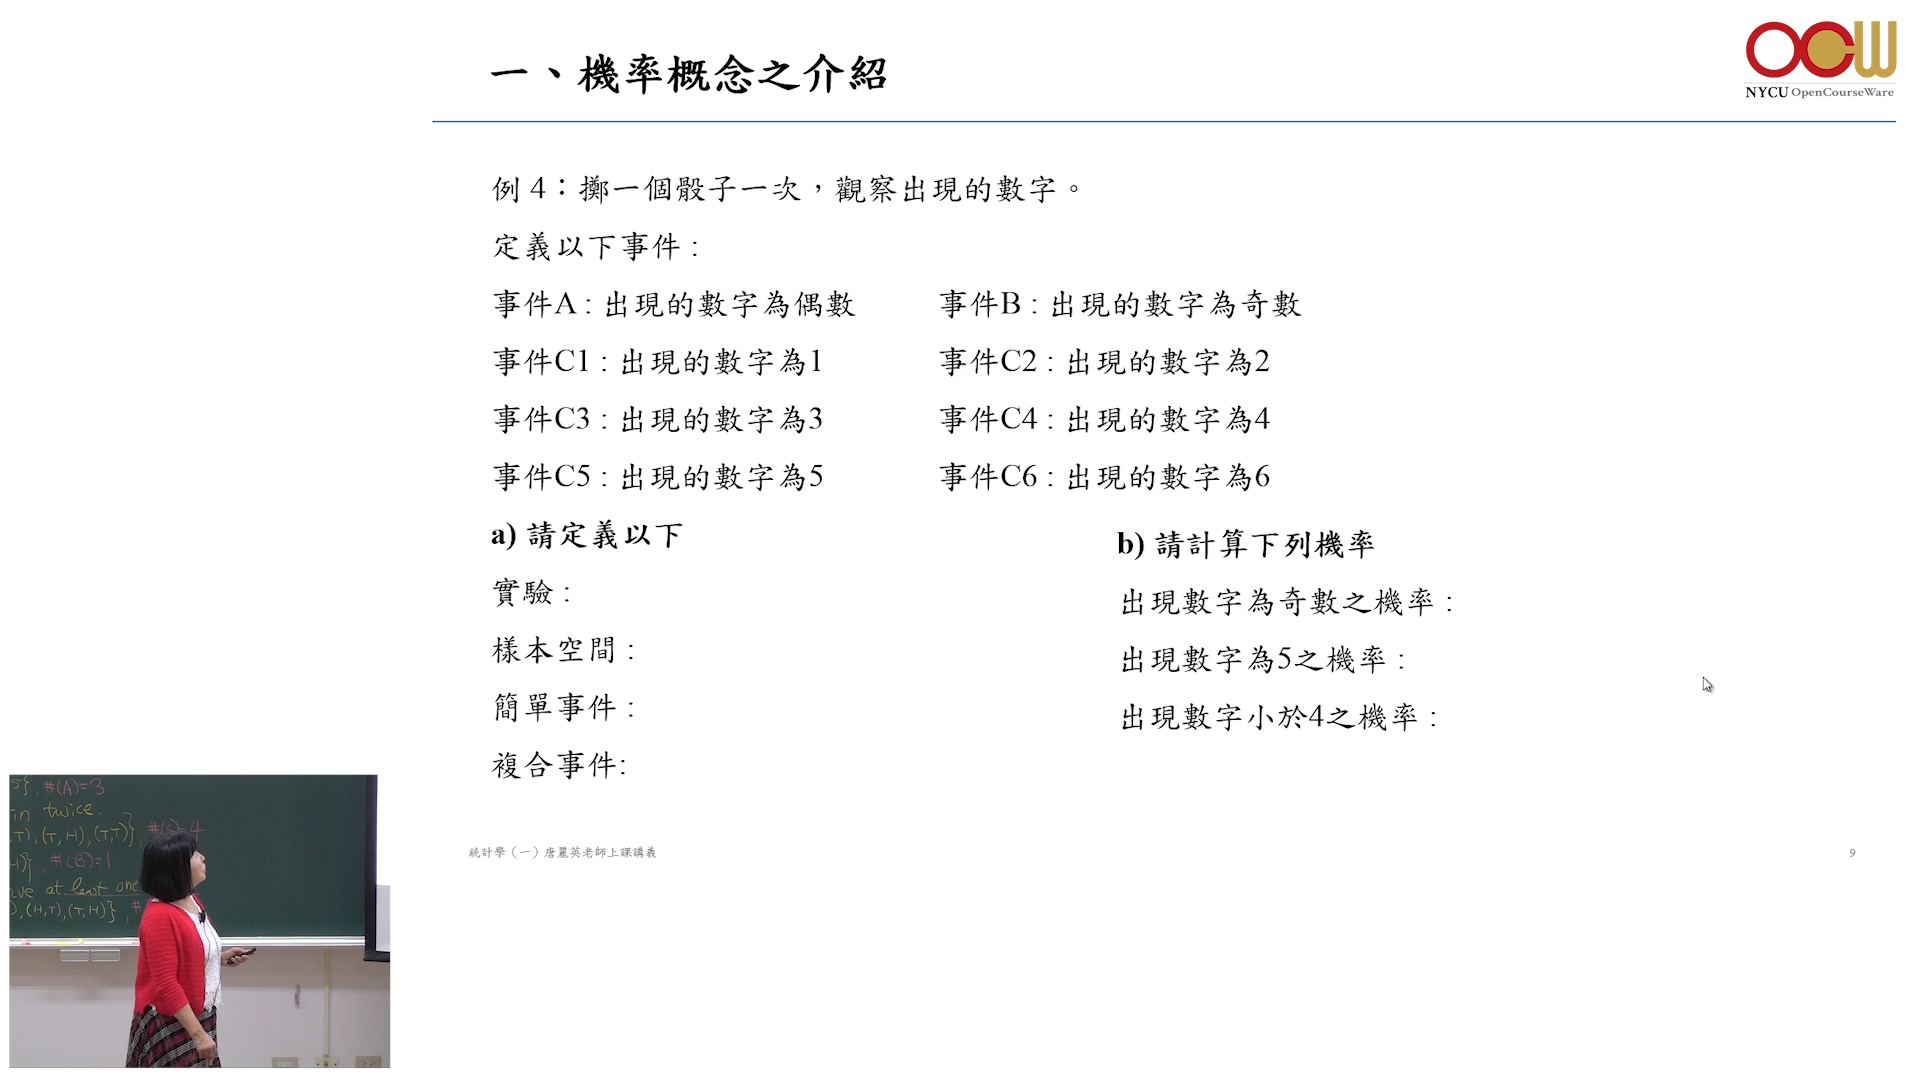 一、機率概念之介紹
OCW
NYCU OpenCourseWare
例 4：擲一個骰子一次，觀察出現的數字。
定義以下事件 :
事件A : 出現的數字為偶數 事件B : 出現的數字為奇數
事件C1 : 出現的數字為1 事件C2 : 出現的數字為2
事件C3 : 出現的數字為3 事件C4 : 出現的數字為4
事件C5 : 出現的數字為5 事件C6 : 出現的數字為6
a) 請定義以下
實驗 :
樣本空間 :
簡單事件 :
複合事件:
b) 請計算下列機率
出現數字為奇數之機率 :
出現數字為5之機率 :
出現數字小於4之機率 :
統計學（一）唐麗英老師上課講義
9
5}, #(A)=3
in twice.
T), (T, H), (T,T)} #(S)=4
H)}, #(B)=1
ve at least one
), (H,T), (T,H)} #